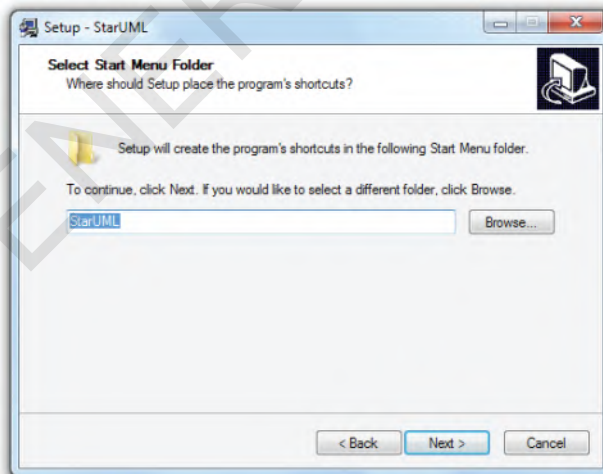 Setup - StarUML
Select Start Menu Folder
Where should Setup place the program's shortcuts?
Setup will create the program's shortcuts in the following Start Menu folder.
To continue, click Next. If you would like to select a different folder, click Browse.
StarUML
Browse...
< Back
Next >
Cancel